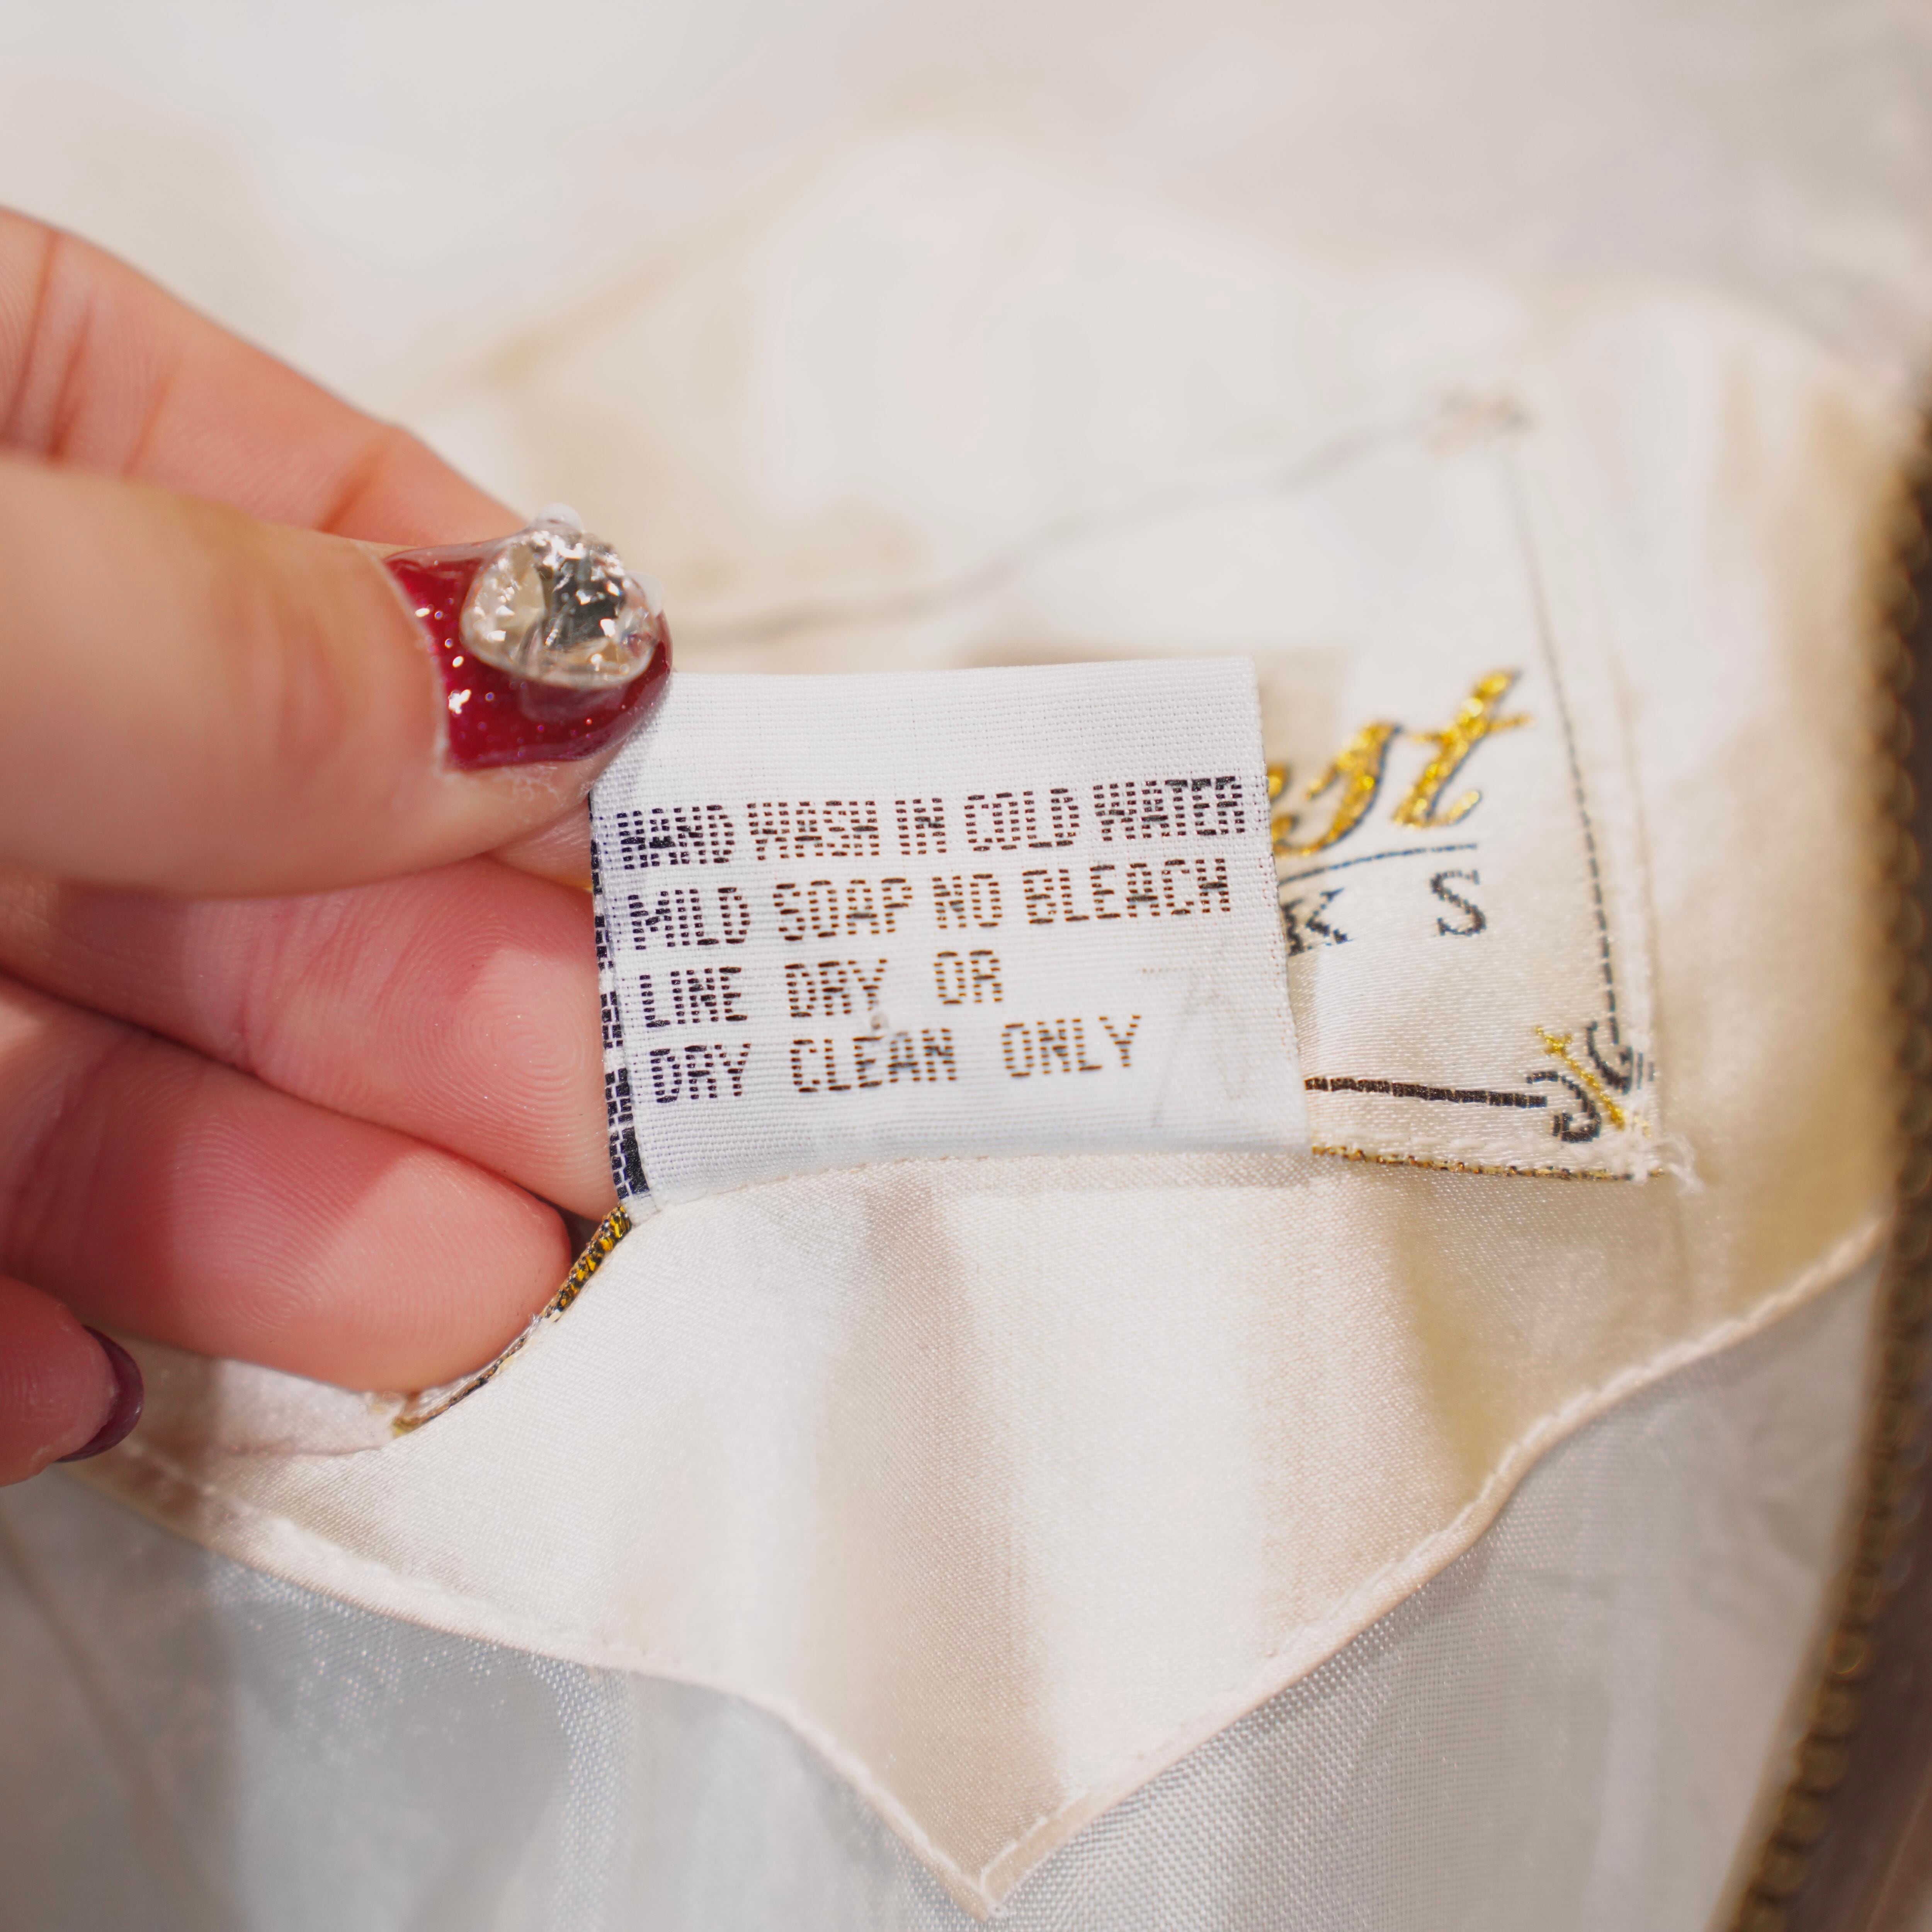 HAND WASH IN COLD WATER
MILD SOAP NO BLEACH
LINE DRY OR
DRY CLEAN ONLY